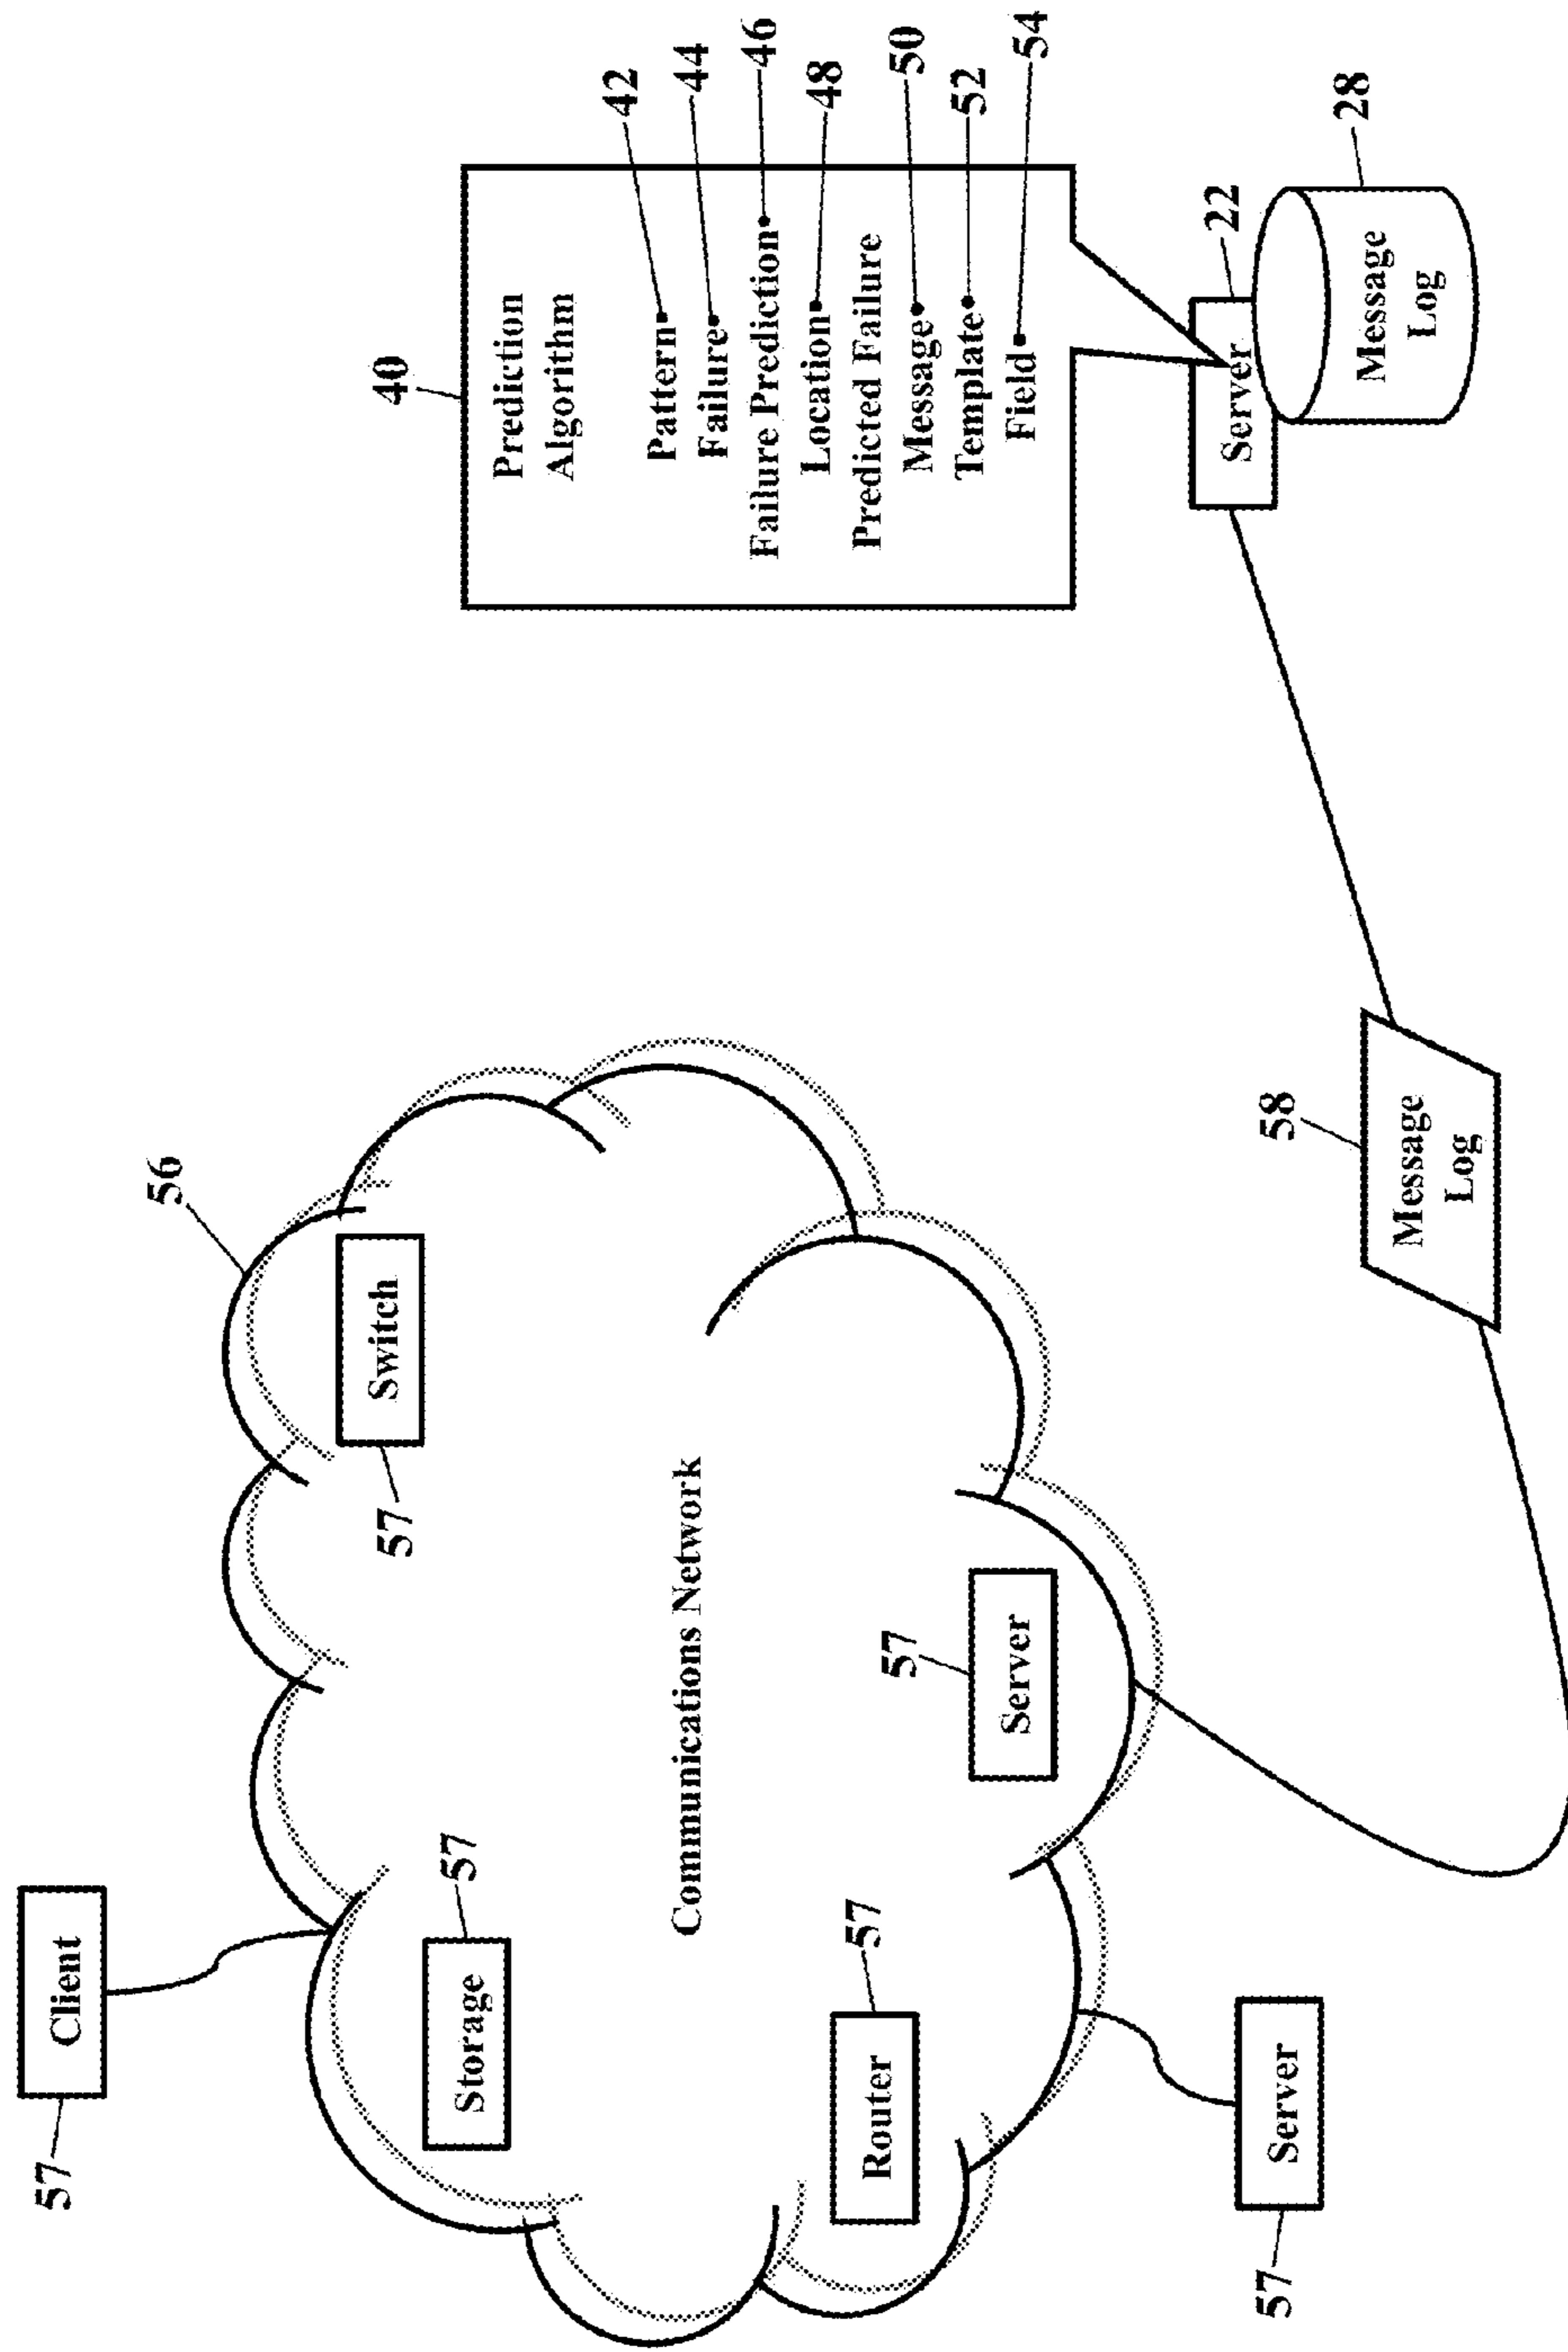 57
Client
56
Storage
57
57
Switch
Communications Network
Router
57
57
Server
57
Server
58
Message
Log
40
Prediction
Algorithm
Pattern
42
Failure
44
Failure Prediction
46
Location
48
Predicted Failure
Message
50
Template
52
Field
54
Server
22
Message
Log
28